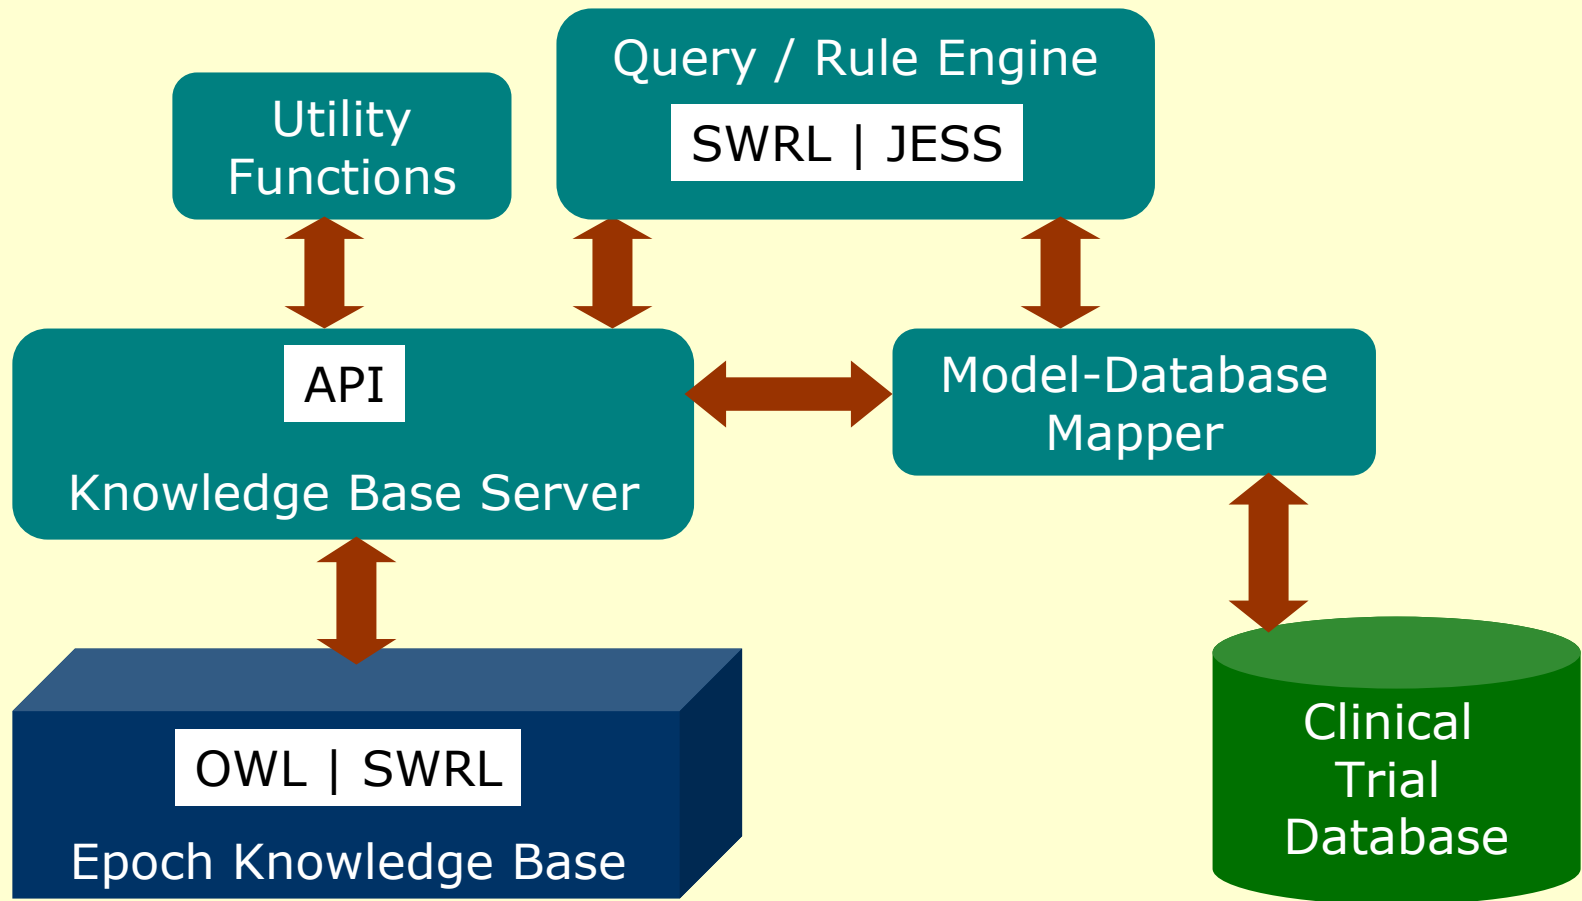 Query / Rule Engine
SWRL | JESS
Utility
Functions
API
Knowledge Base Server
Model-Database
Mapper
OWL | SWRL
Epoch Knowledge Base
Clinical
Trial
Database